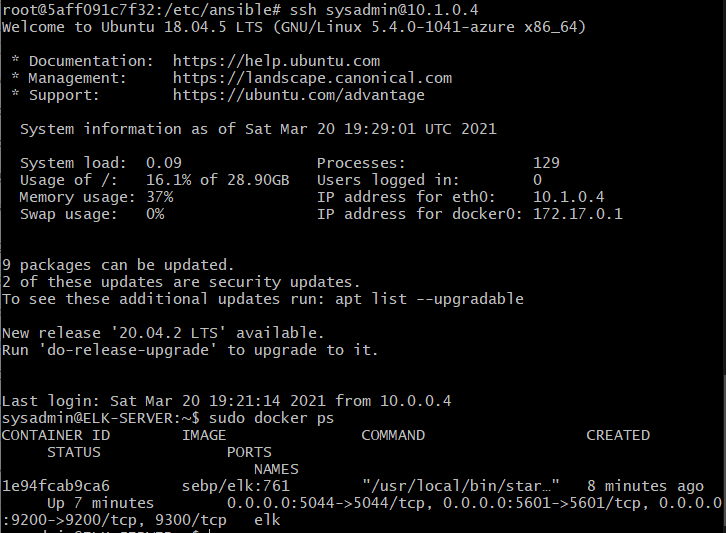 root@5aff091c7f32:/etc/ansible# ssh sysadmin@10.1.0.4
Welcome to Ubuntu 18.04.5 LTS (GNU/Linux 5.4.0-1041-azure x86_64)
* Documentation:  https://help.ubuntu.com
* Management:     https://landscape.canonical.com
* Support:        https://ubuntu.com/advantage
System information as of Sat Mar 20 19:29:01 UTC 2021
System load:  0.09               Processes:              129
Usage of /:   16.1% of 28.90GB   Users logged in:        0
Memory usage: 37%                IP address for eth0:    10.1.0.4
Swap usage:   0%                 IP address for docker0: 172.17.0.1
9 packages can be updated.
2 of these updates are security updates.
To see these additional updates run: apt list --upgradable
New release '20.04.2 LTS' available.
Run 'do-release-upgrade' to upgrade to it.
Last login: Sat Mar 20 19:21:14 2021 from 10.0.0.4
sysadmin@ELK-SERVER:~$ sudo docker ps
CONTAINER ID        IMAGE               COMMAND                  CREATED
STATUS              PORTS
NAMES
1e94fcab9ca6        sebp/elk:761        "/usr/local/bin/star…"   8 minutes ago
Up 7 minutes        0.0.0.0:5044->5044/tcp, 0.0.0.0:5601->5601/tcp, 0.0.0.0
:9200->9200/tcp, 9300/tcp   elk